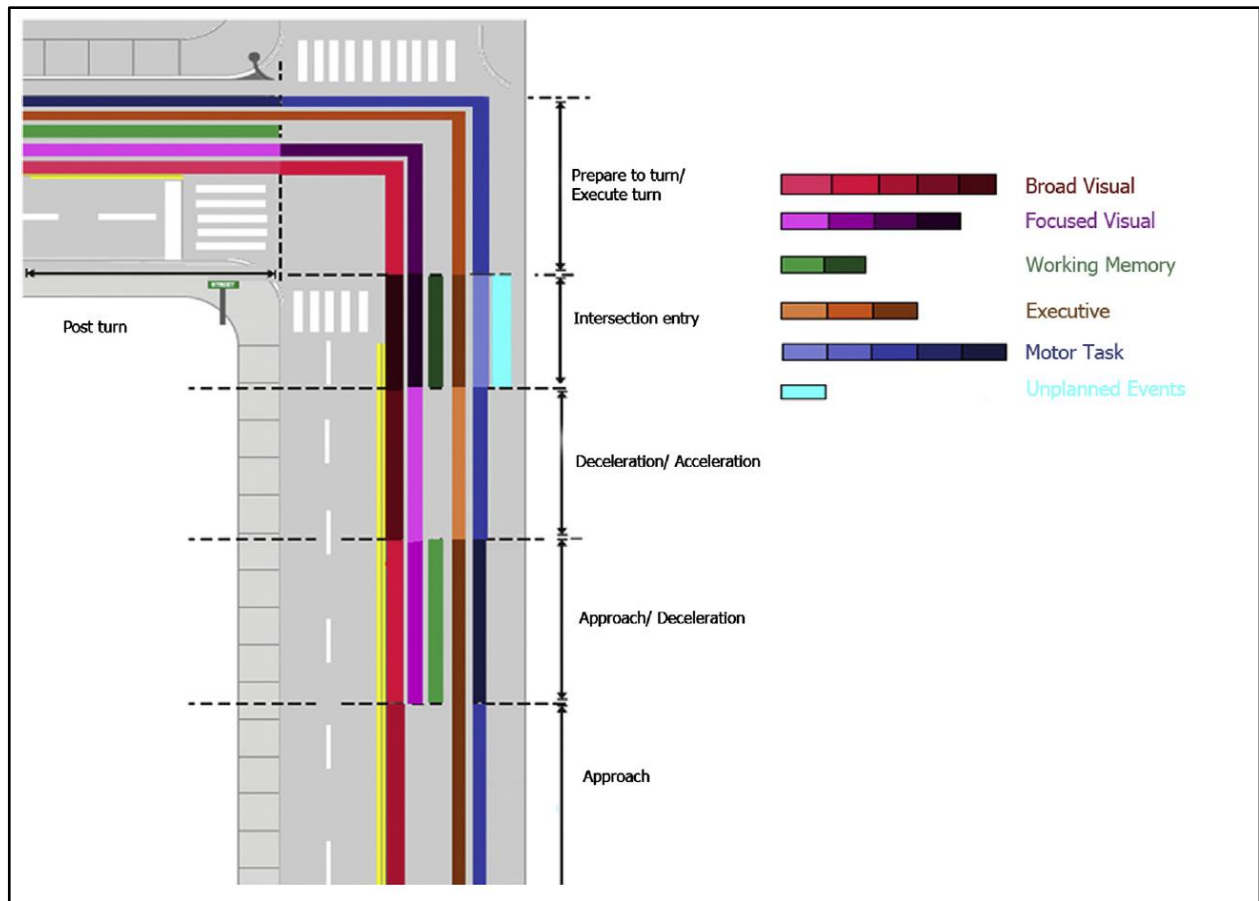 Prepare to turn/
Execute turn
Broad Visual
Focused Visual
Working Memory
STREET
Intersection entry
Executive
Post turn
Motor Task
Unplanned Events
Deceleration/ Acceleration
Approach/ Deceleration
Approach